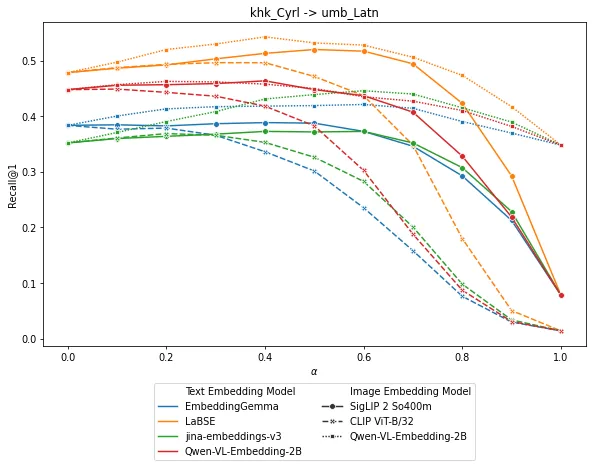 khk_Cyrl -> umb_Latn
Recall@1
0.5
0.4
0.3
0.2
0.1
0.0
0.0 0.2 0.4 0.6 0.8 1.0
α
Text Embedding Model
EmbeddingGemma
LaBSE
jina-embeddings-v3
Qwen-VL-Embedding-2B
Image Embedding Model
SigLIP 2 So400m
CLIP ViT-B/32
Qwen-VL-Embedding-2B